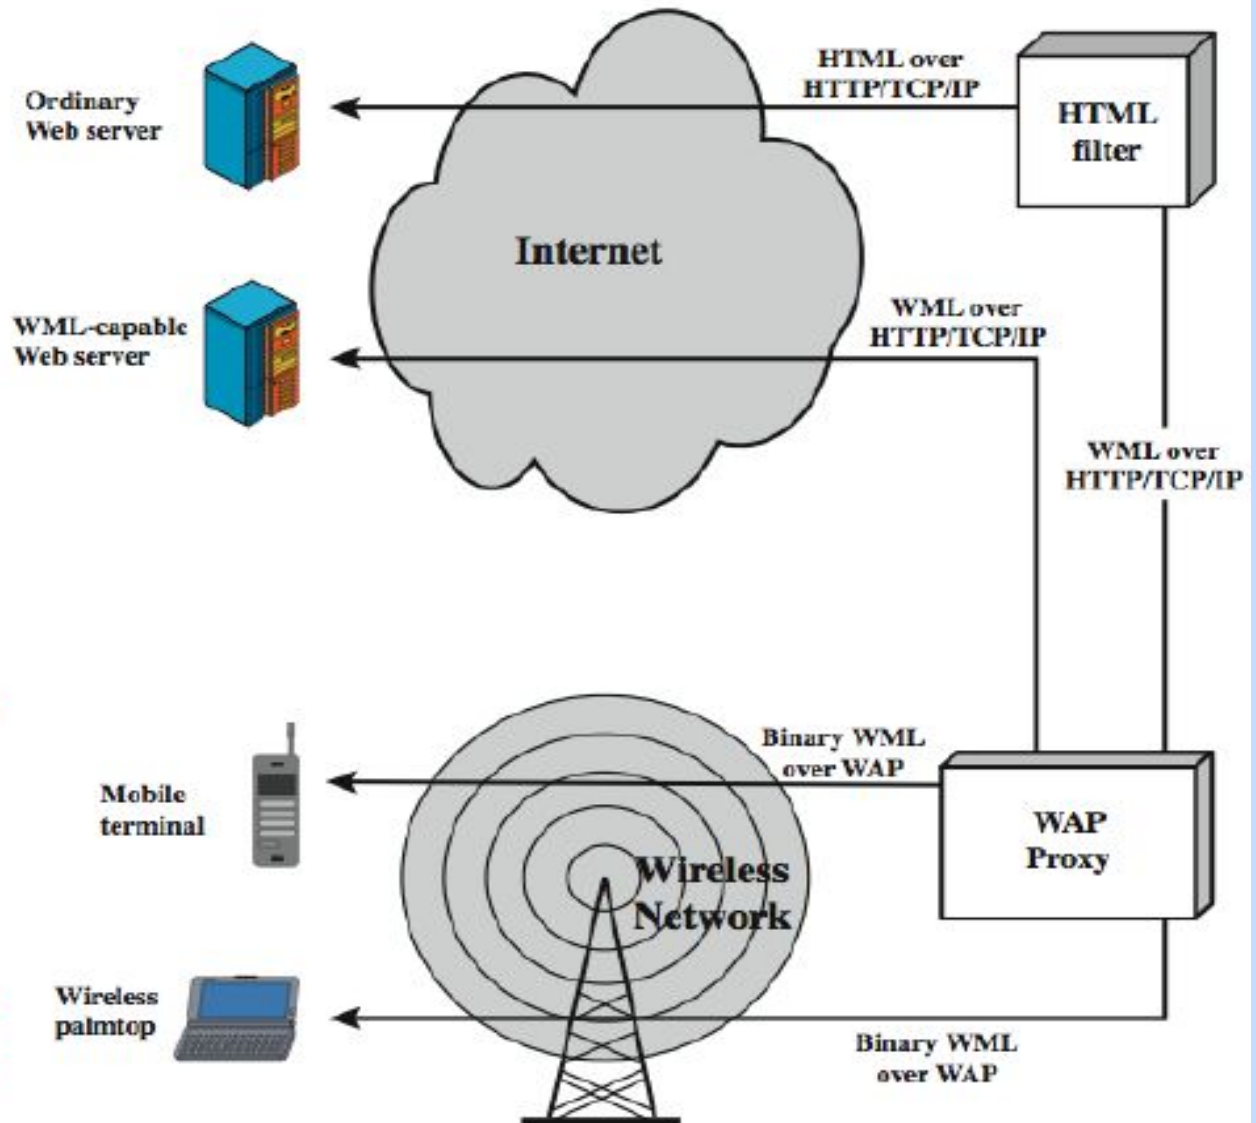 HTML over
HTTP/TCP/IP
Ordinary
Web server
HTML
filter
Internet
WML-capable
Web server
WML over
HTTP/TCP/IP
WML over
HTTP/TCP/IP
Binary WML
over WAP
Mobile
terminal
WAP
Proxy
Wireless
Network
Wireless
palmtop
Binary WML
over WAP